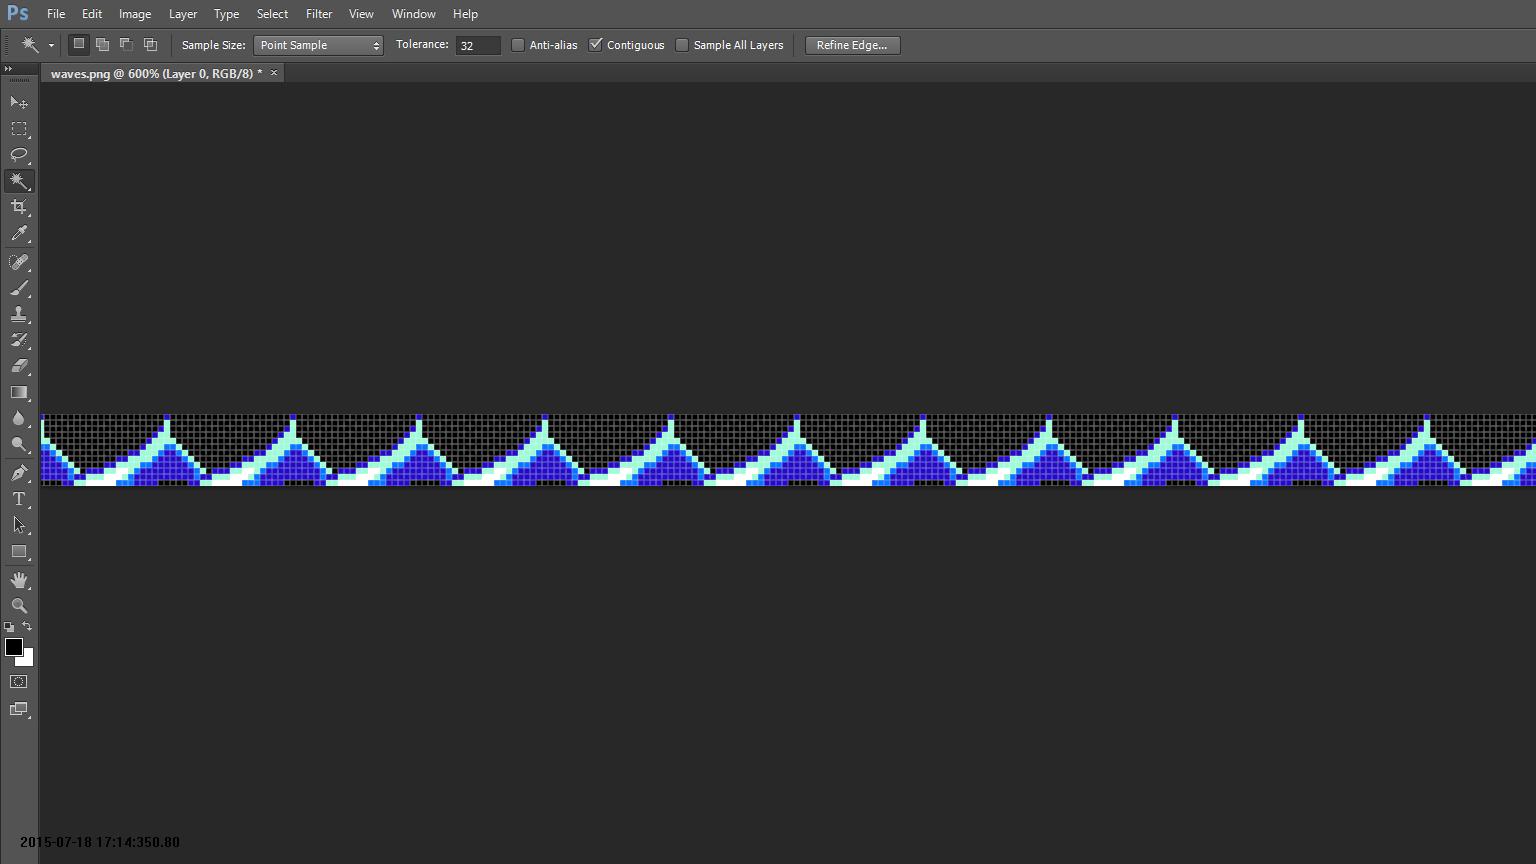 Ps File Edit Image Layer Type Select Filter View Window Help
Sample Size: Point Sample Tolerance: 32 Anti-alias Contiguous Sample All Layers Refine Edge...
waves.png @ 600% (Layer 0, RGB/8) * ×
T
2015-07-18 17:14:350.80